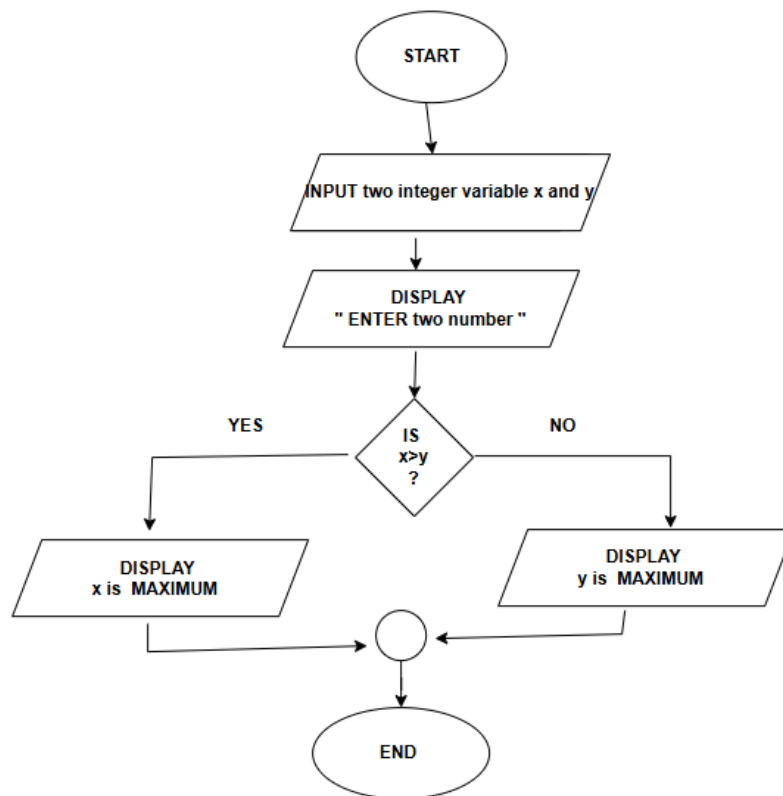 START
INPUT two integer variable x and y
DISPLAY
" ENTER two number "
YES
IS
x>y
?
NO
DISPLAY
x is MAXIMUM
DISPLAY
y is MAXIMUM
END